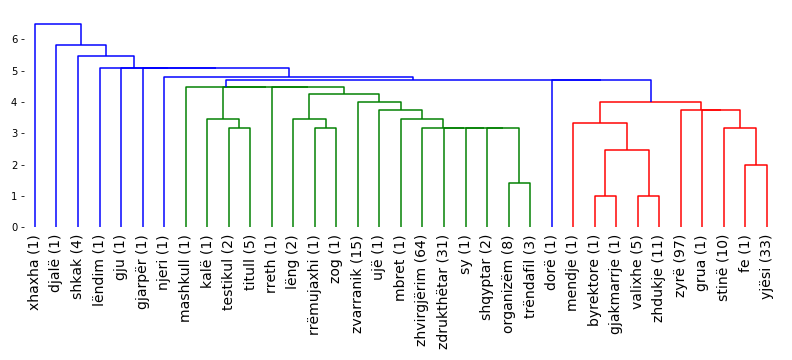 6
5
4
3
2
1
0
xhaxha (1)
djalë (1)
shkak (4)
lëndim (1)
gju (1)
gjarpër (1)
njeri (1)
mashkull (1)
kalë (1)
testikul (2)
titull (5)
rreth (1)
lëng (2)
rrëmujaxhi (1)
zog (1)
zvarranik (15)
ujë (1)
mbret (1)
zhvirgjërim (64)
zdrukthëtar (31)
sy (1)
shqyptar (2)
organizëm (8)
trëndafil (3)
dorë (1)
mendje (1)
byrektore (1)
gjakmarrje (1)
valixhe (5)
zhdukje (11)
zyrë (97)
grua (1)
stinë (10)
fe (1)
yjësi (33)